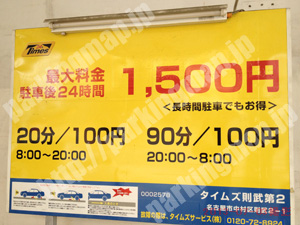 Times
最大料金
駐車後24時間
1,500円
<長時間駐車でもお得>
20分/100円
8:00~20:00
90分/100円
20:00~8:00
0002578
タイムズ則武第2
名古屋市中村区則武2-1
タイムズサービス(株) 0120-72-8924